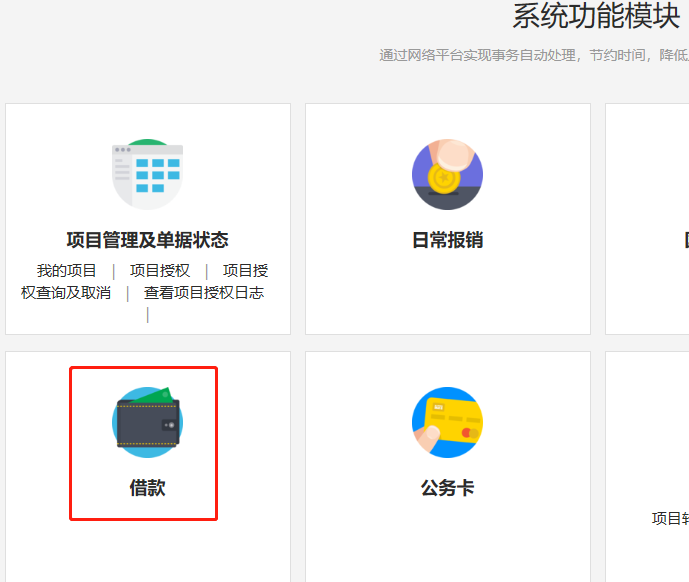 系统功能模块
通过网络平台实现事务自动处理，节约时间，降低
项目管理及单据状态
我的项目 | 项目授权 | 项目授
权查询及取消 | 查看项目授权日志
|
日常报销
借款
公务卡
项目